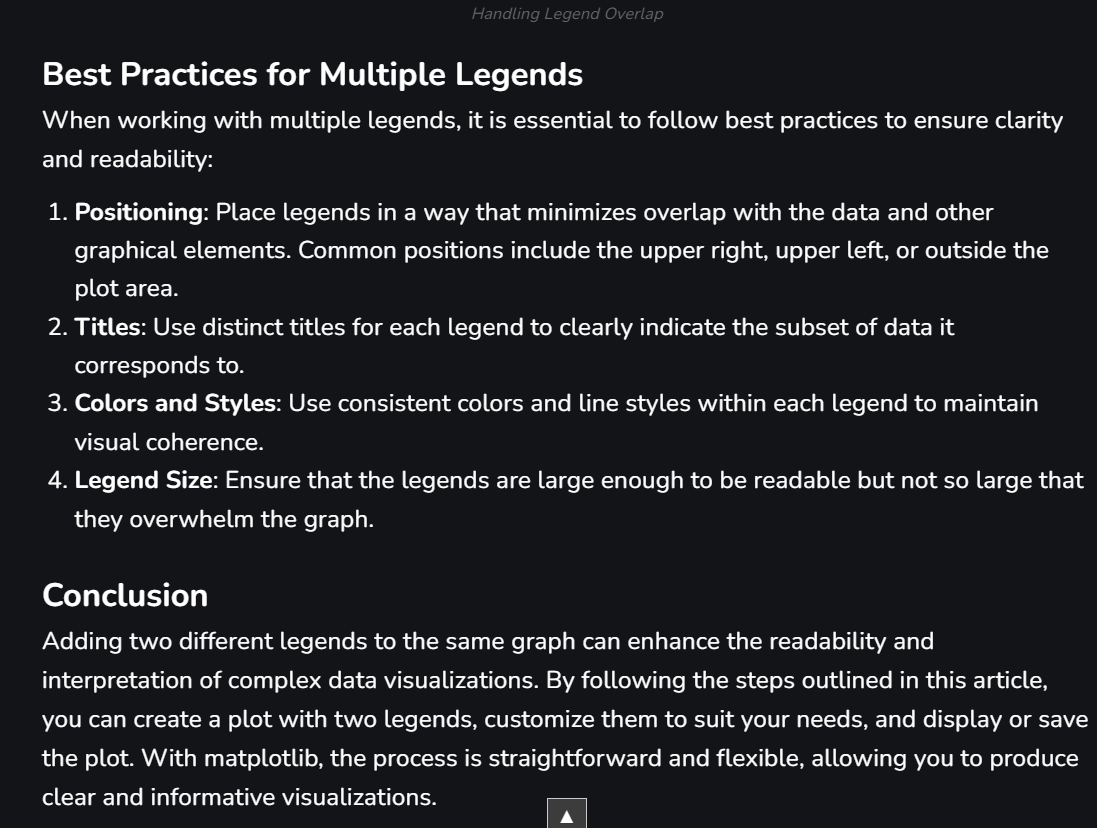 Handling Legend Overlap
Best Practices for Multiple Legends
When working with multiple legends, it is essential to follow best practices to ensure clarity
and readability:
1. Positioning: Place legends in a way that minimizes overlap with the data and other
graphical elements. Common positions include the upper right, upper left, or outside the
plot area.
2. Titles: Use distinct titles for each legend to clearly indicate the subset of data it
corresponds to.
3. Colors and Styles: Use consistent colors and line styles within each legend to maintain
visual coherence.
4. Legend Size: Ensure that the legends are large enough to be readable but not so large that
they overwhelm the graph.
Conclusion
Adding two different legends to the same graph can enhance the readability and
interpretation of complex data visualizations. By following the steps outlined in this article,
you can create a plot with two legends, customize them to suit your needs, and display or save
the plot. With matplotlib, the process is straightforward and flexible, allowing you to produce
clear and informative visualizations.